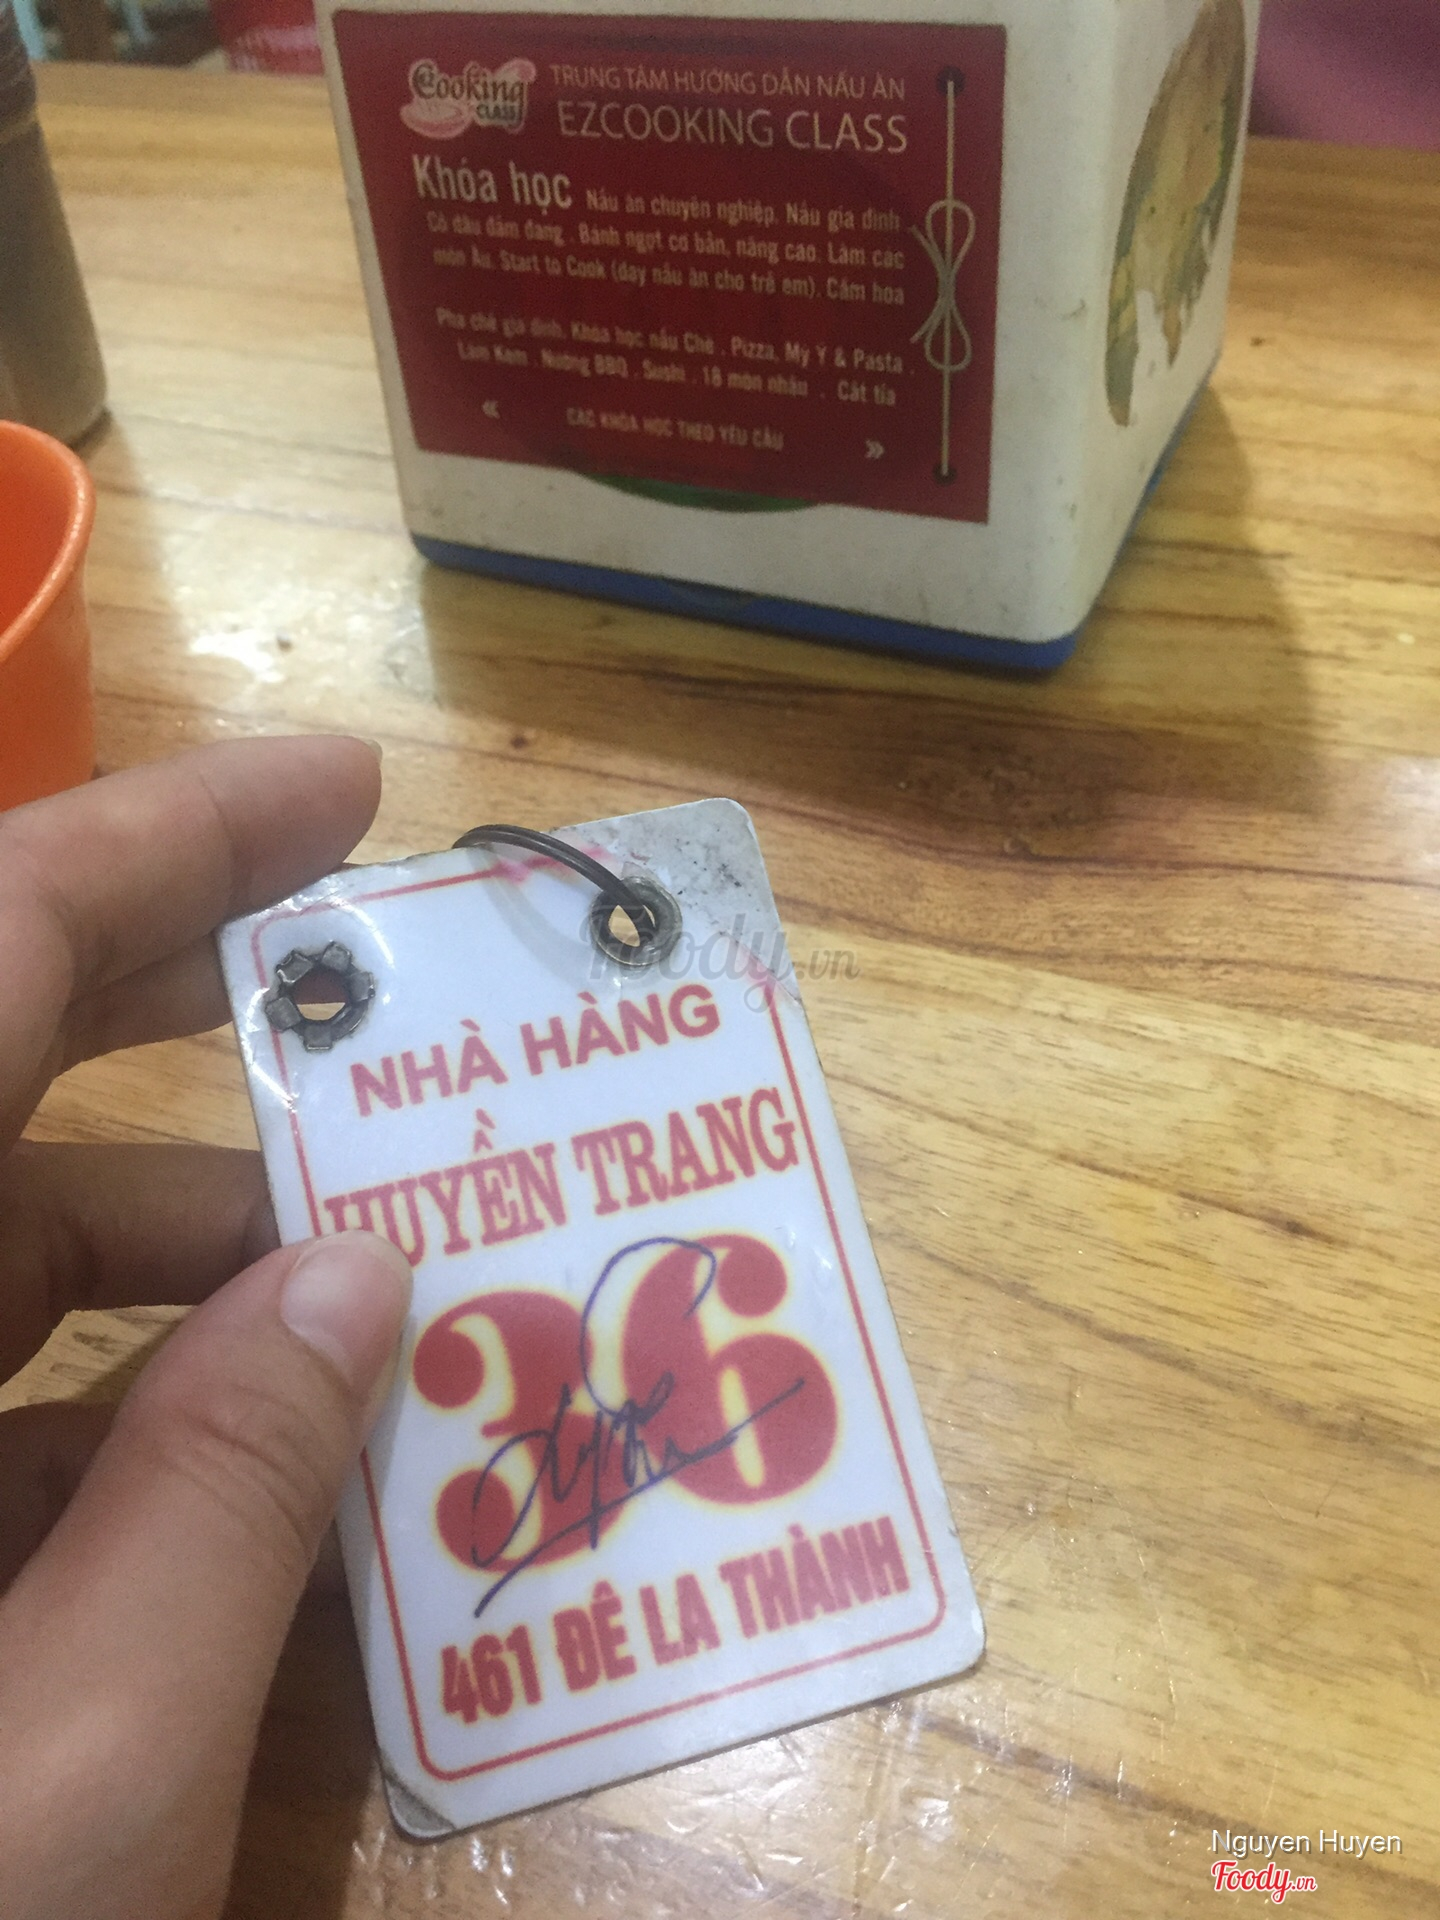 Cooking
CLASS
TRUNG TÂM HƯỚNG DẪN NẤU ĂN
EZCOOKING CLASS
Khóa học Nấu ăn chuyên nghiệp. Nấu gia đình
Cô dâu đảm đang . Bánh ngọt cơ bản, nâng cao. Làm các
món Âu. Start to Cook (dạy nấu ăn cho trẻ em). Cắm hoa
Pha chế gia đình. Khóa học nấu Chè . Pizza, Mỳ Ý & Pasta .
Làm Kem . Nướng BBQ . Sushi . 18 món nhậu . Cắt tỉa
« CÁC KHÓA HỌC THEO YÊU CẦU »
Foody.vn
NHÀ HÀNG
HUYỀN TRANG
36
461 ĐÊ LA THÀNH
Nguyen Huyen
Foody.vn